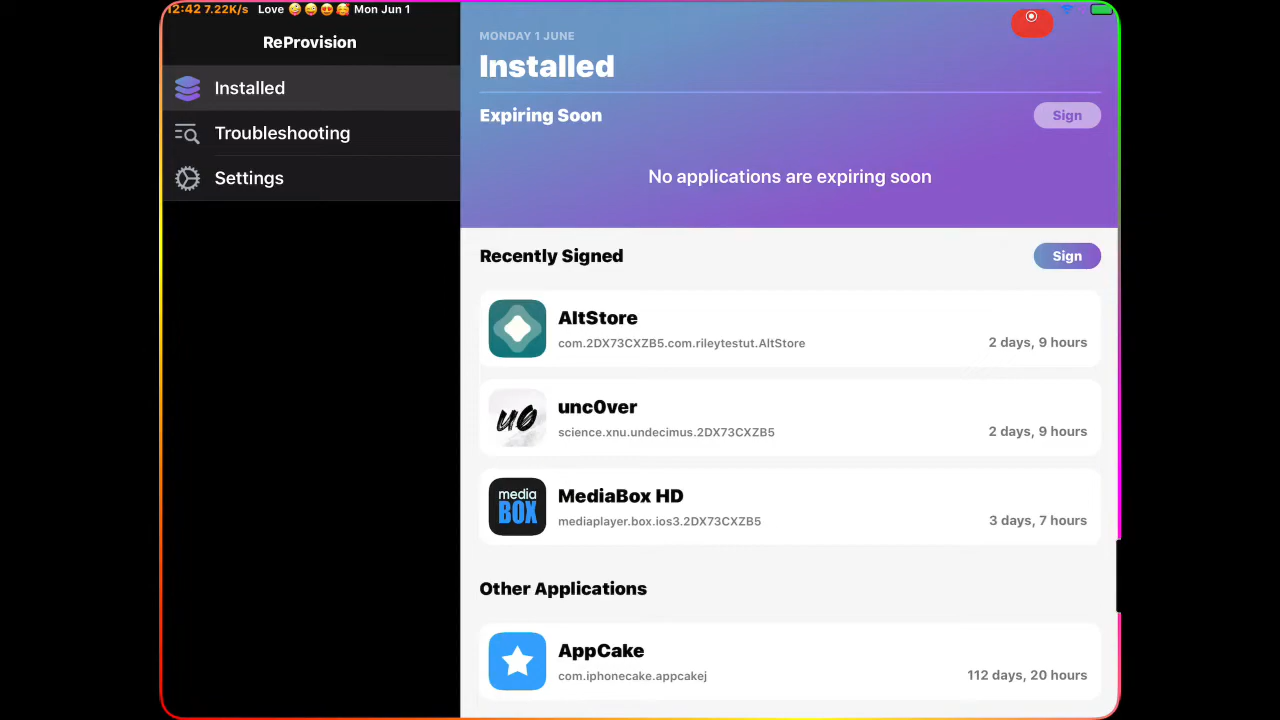 12:42 7.22K/s Love 🤪😜😍🥰 Mon Jun 1
ReProvision
Installed
Troubleshooting
Settings
MONDAY 1 JUNE
Installed
Expiring Soon
Sign
No applications are expiring soon
Recently Signed
Sign
AltStore
com.2DX73CXZB5.com.rileytestut.AltStore
2 days, 9 hours
uø
unc0ver
science.xnu.undecimus.2DX73CXZB5
2 days, 9 hours
media
BOX
MediaBox HD
mediaplayer.box.ios3.2DX73CXZB5
3 days, 7 hours
Other Applications
AppCake
com.iphonecake.appcakej
112 days, 20 hours